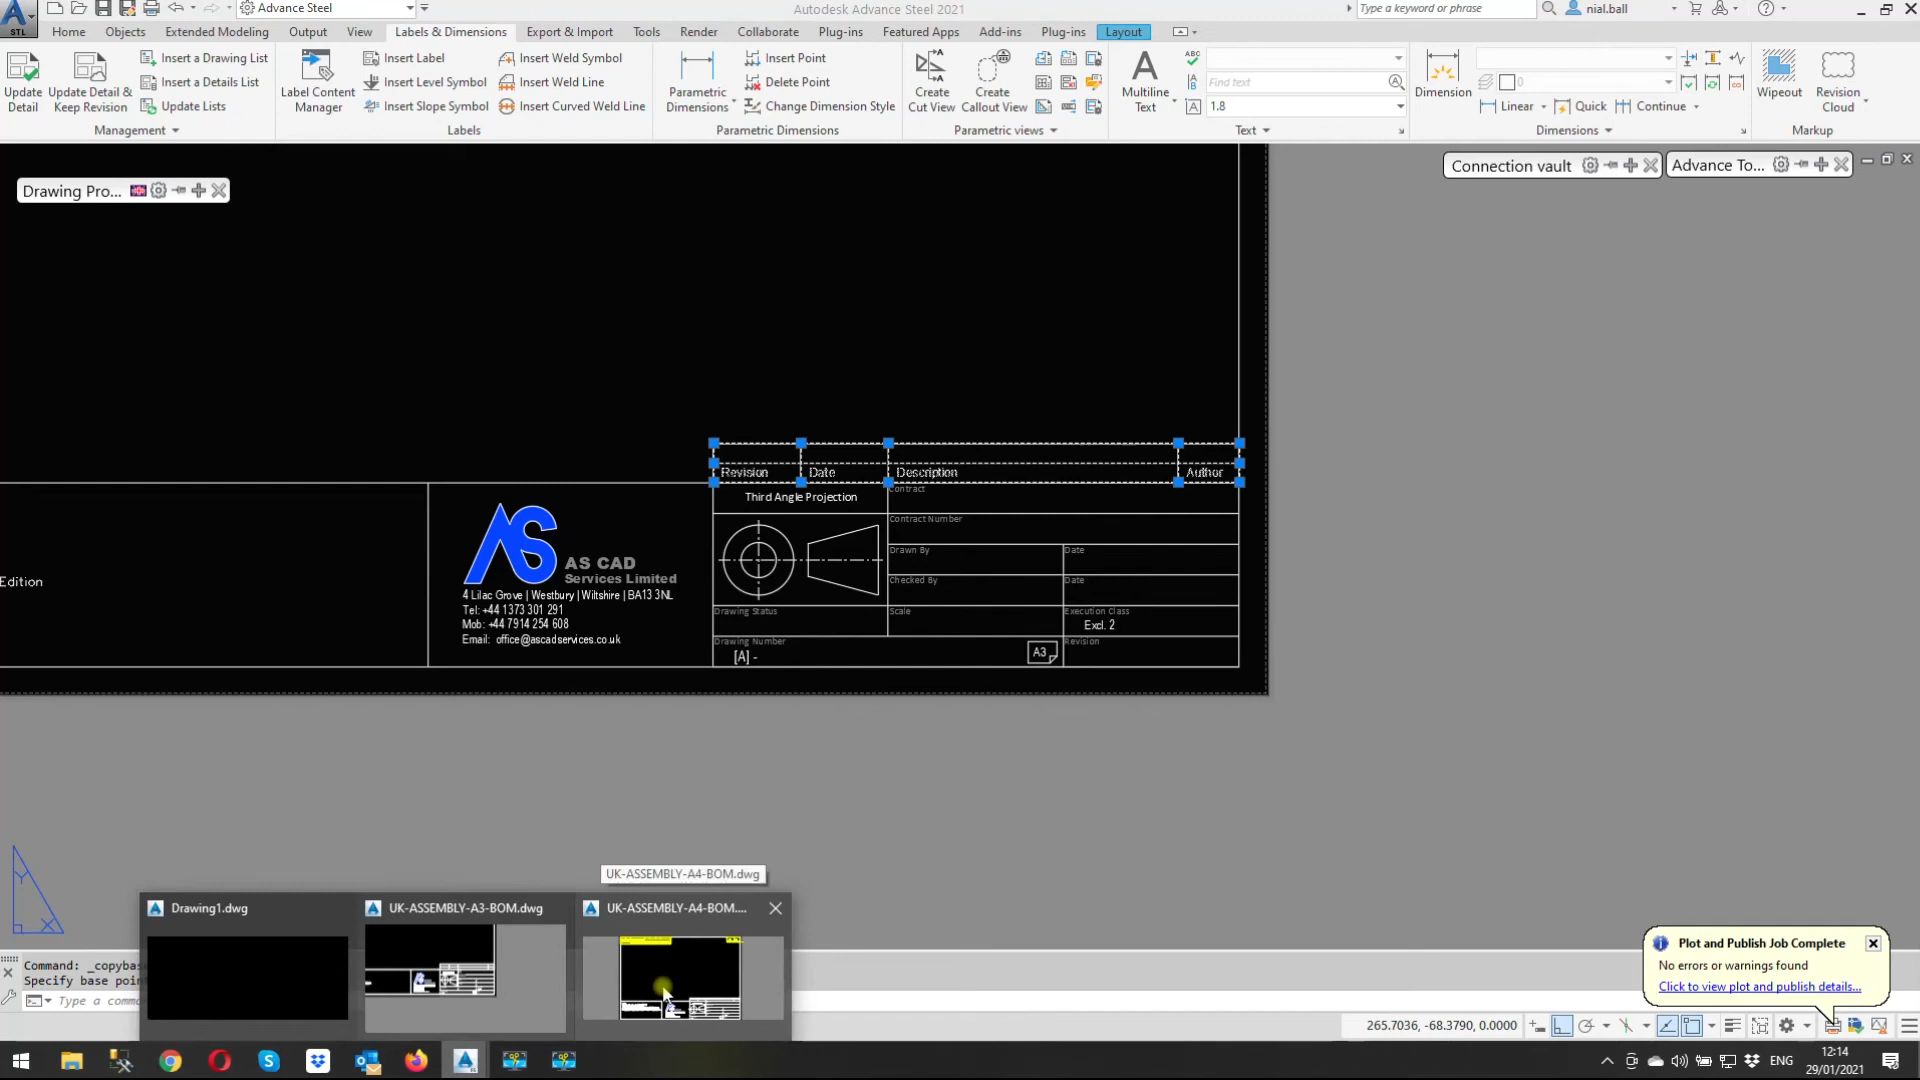 Advance Steel
Autodesk Advance Steel 2021
Type a keyword or phrase
nial.ball
STL
Home
Objects
Extended Modeling
Output
View
Labels & Dimensions
Export & Import
Tools
Render
Collaborate
Plug-ins
Featured Apps
Add-ins
Plug-ins
Layout
Update
Detail
Update Detail &
Keep Revision
Insert a Drawing List
Insert a Details List
Update Lists
Management
Label Content
Manager
Insert Label
Insert Level Symbol
Insert Slope Symbol
Insert Weld Symbol
Insert Weld Line
Insert Curved Weld Line
Labels
Parametric
Dimensions
Insert Point
Delete Point
Change Dimension Style
Parametric Dimensions
Create
Cut View
Create
Callout View
Parametric views
Multiline
Text
ABC
Find text
1.8
Text
Dimension
0
Linear
Quick
Continue
Dimensions
Wipeout
Revision
Cloud
Markup
Drawing Pro...
Connection vault
Advance To...
Revision
Date
Description
Author
Third Angle Projection
Contract
Contract Number
Drawn By
Date
Checked By
Date
Drawing Status
Scale
Execution Class
Excl. 2
Drawing Number
[A] -
A3
Revision
Edition
AS CAD
Services Limited
4 Lilac Grove | Westbury | Wiltshire | BA13 3NL
Tel: +44 1373 301 291
Mob: +44 7914 254 608
Email: office@ascadservices.co.uk
Y
X
UK-ASSEMBLY-A4-BOM.dwg
Drawing1.dwg
UK-ASSEMBLY-A3-BOM.dwg
UK-ASSEMBLY-A4-BOM....
Command: _copybas
Specify base poin
Type a comma
Plot and Publish Job Complete
No errors or warnings found
Click to view plot and publish details...
265.7036, -68.3790, 0.0000
ENG
12:14
29/01/2021